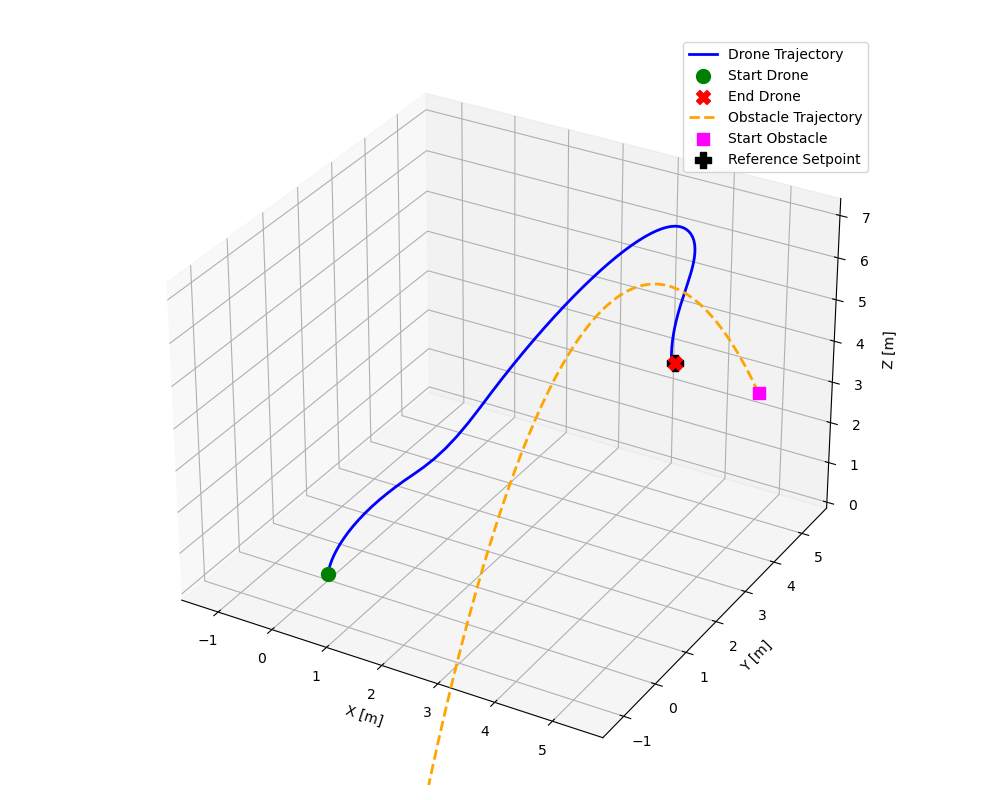 Drone Trajectory
Start Drone
End Drone
Obstacle Trajectory
Start Obstacle
Reference Setpoint
7
6
5
4
3
2
1
0
Z [m]
5
4
3
2
1
0
−1
Y [m]
−1
0
1
2
3
4
5
X [m]